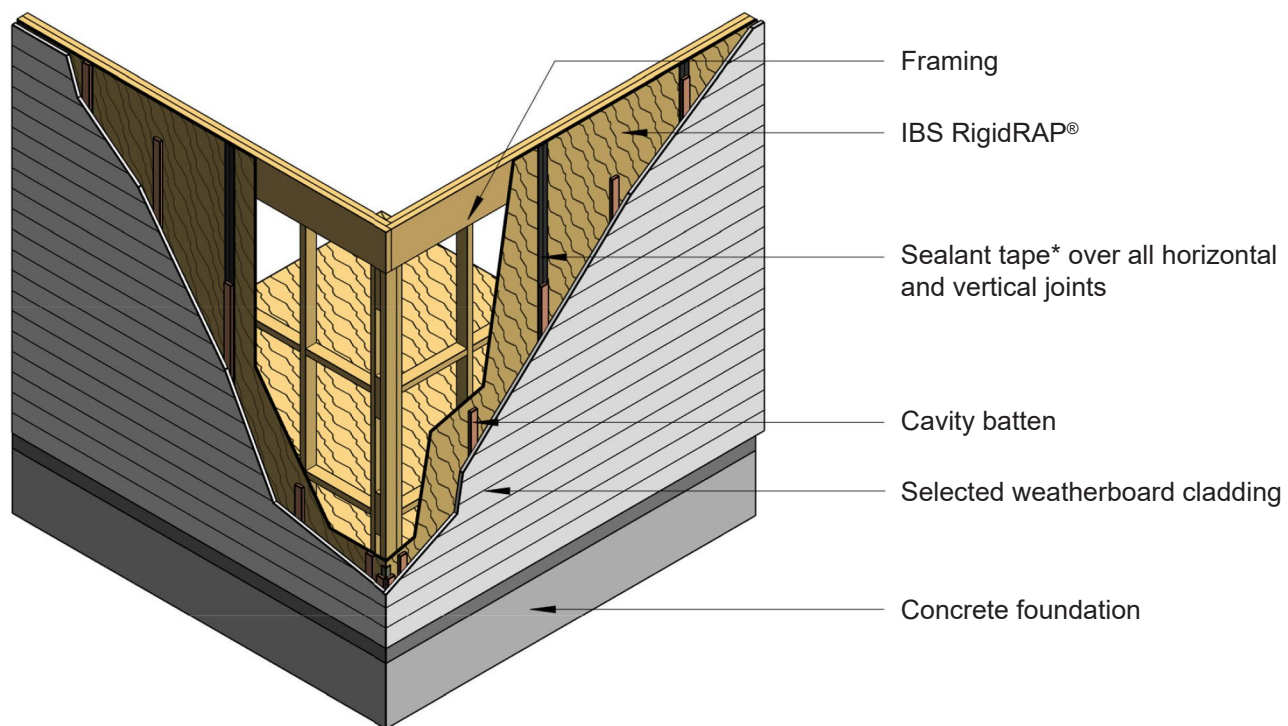 Framing
IBS RigidRAP®
Sealant tape* over all horizontal
and vertical joints
Cavity batten
Selected weatherboard cladding
Concrete foundation